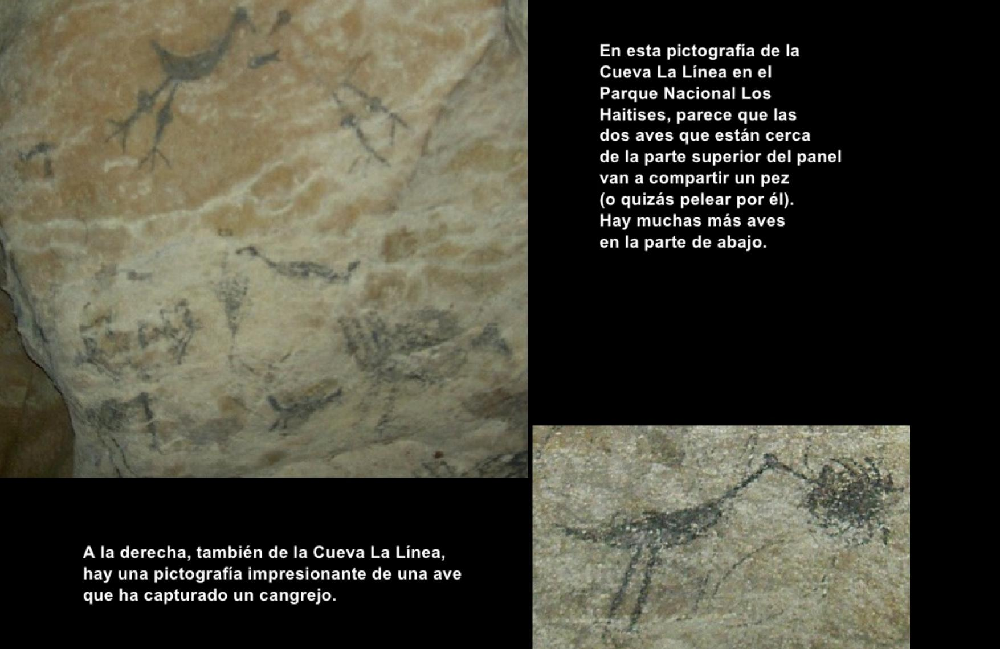 En esta pictografía de la
Cueva La Línea en el
Parque Nacional Los
Haitises, parece que las
dos aves que están cerca
de la parte superior del panel
van a compartir un pez
(o quizás pelear por él).
Hay muchas más aves
en la parte de abajo.
A la derecha, también de la Cueva La Línea,
hay una pictografía impresionante de una ave
que ha capturado un cangrejo.